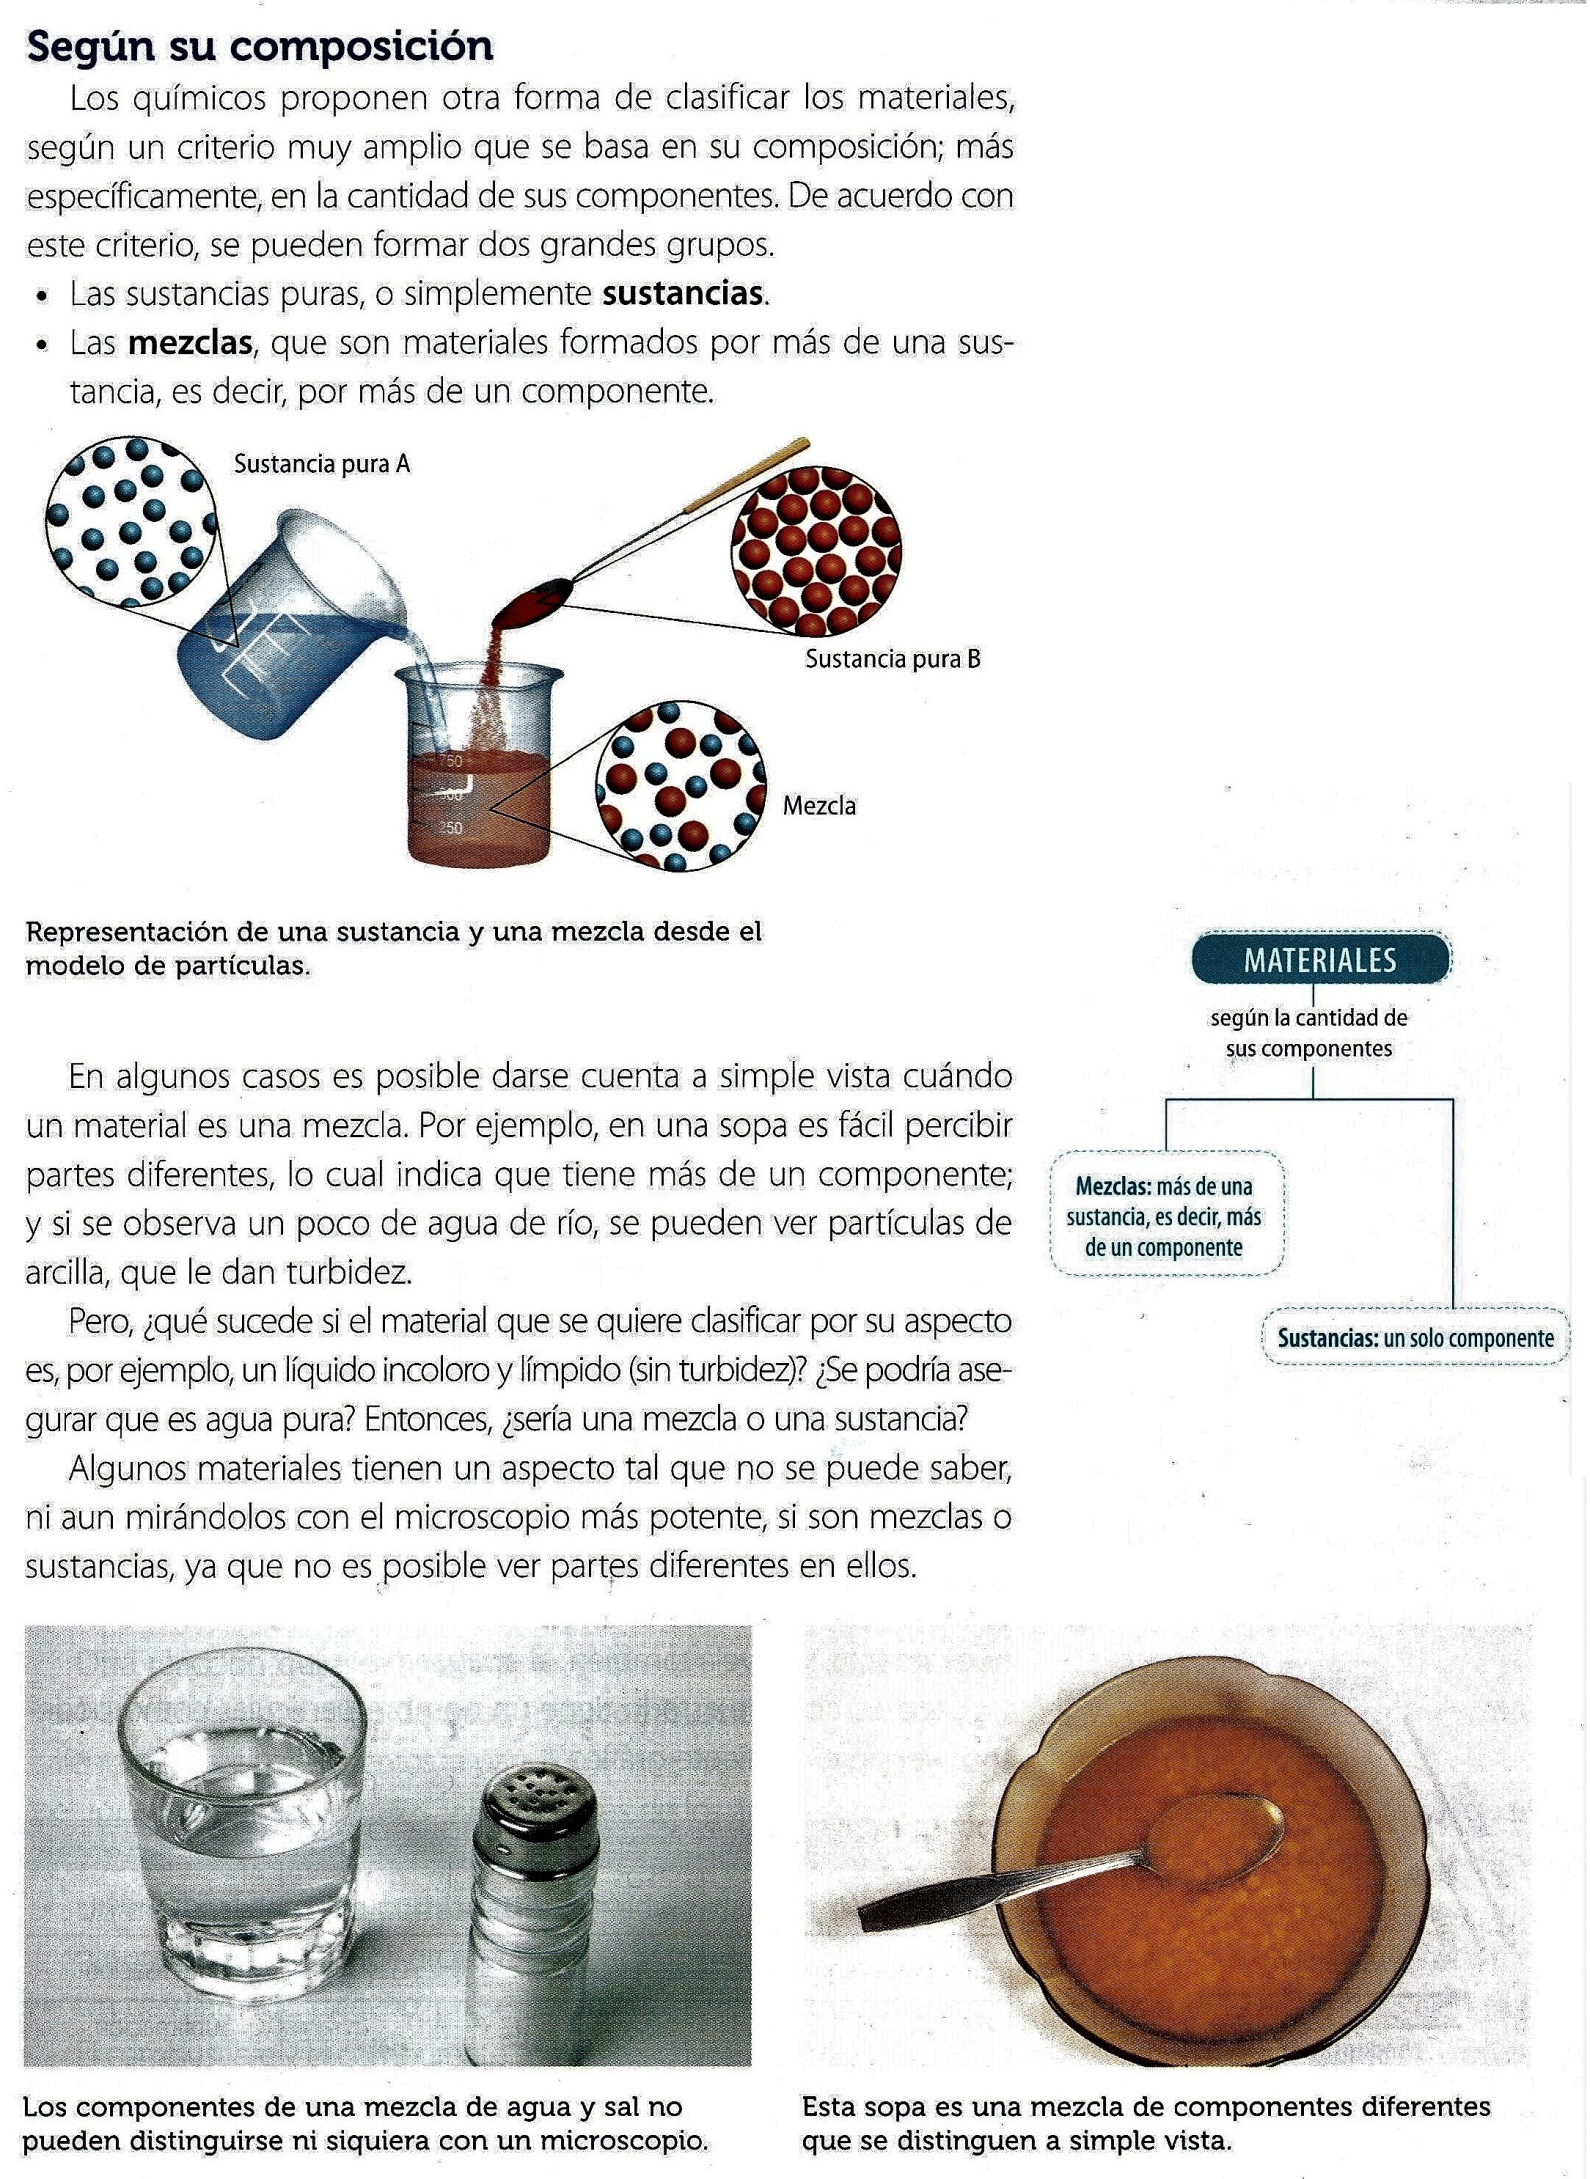 Según su composición
Los químicos proponen otra forma de clasificar los materiales,
según un criterio muy amplio que se basa en su composición; más
específicamente, en la cantidad de sus componentes. De acuerdo con
este criterio, se pueden formar dos grandes grupos.
• Las sustancias puras, o simplemente sustancias.
• Las mezclas, que son materiales formados por más de una sus-
tancia, es decir, por más de un componente.
Sustancia pura A
Sustancia pura B
750
500
250
Mezcla
Representación de una sustancia y una mezcla desde el
modelo de partículas.
En algunos casos es posible darse cuenta a simple vista cuándo
un material es una mezcla. Por ejemplo, en una sopa es fácil percibir
partes diferentes, lo cual indica que tiene más de un componente;
y si se observa un poco de agua de río, se pueden ver partículas de
arcilla, que le dan turbidez.
Pero, ¿qué sucede si el material que se quiere clasificar por su aspecto
es, por ejemplo, un líquido incoloro y límpido (sin turbidez)? ¿Se podría ase-
gurar que es agua pura? Entonces, ¿sería una mezcla o una sustancia?
Algunos materiales tienen un aspecto tal que no se puede saber,
ni aun mirándolos con el microscopio más potente, si son mezclas o
sustancias, ya que no es posible ver partes diferentes en ellos.
MATERIALES
según la cantidad de
sus componentes
Mezclas: más de una
sustancia, es decir, más
de un componente
Sustancias: un solo componente
Los componentes de una mezcla de agua y sal no
pueden distinguirse ni siquiera con un microscopio.
Esta sopa es una mezcla de componentes diferentes
que se distinguen a simple vista.